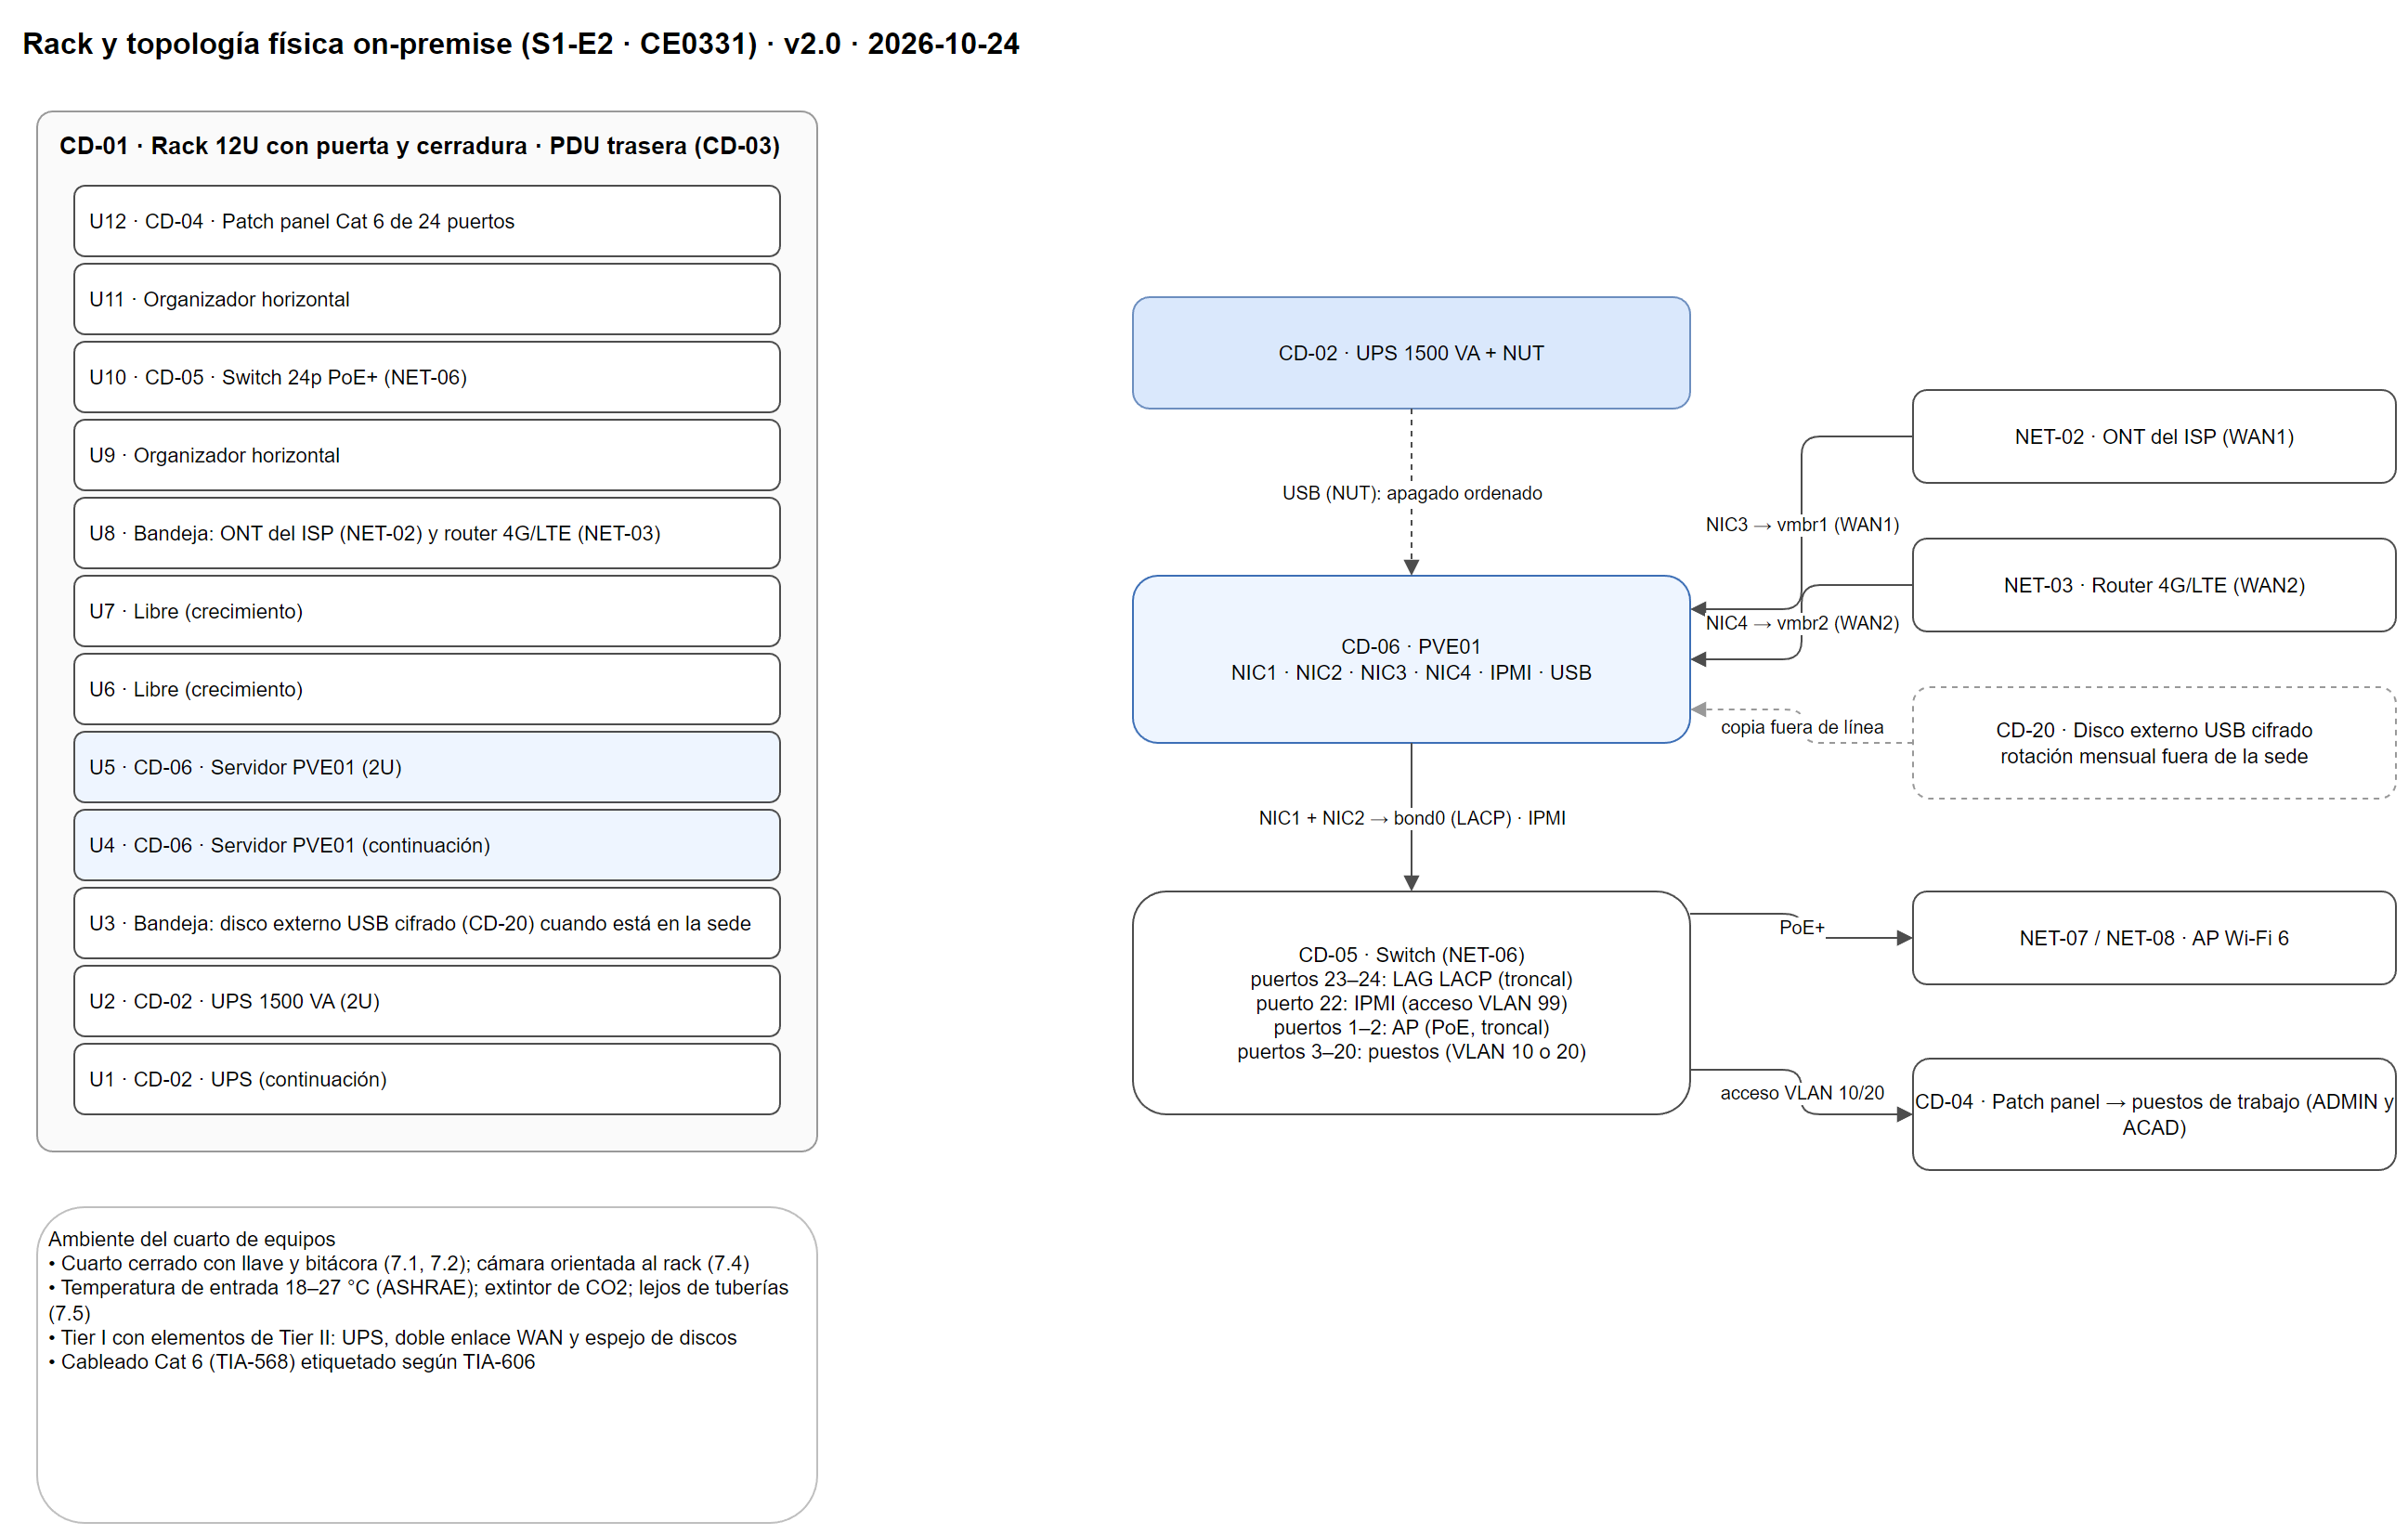 Rack y topología física on-premise (S1-E2 · CE0331) · v2.0 · 2026-10-24
CD-01 · Rack 12U con puerta y cerradura · PDU trasera (CD-03)
U12 · CD-04 · Patch panel Cat 6 de 24 puertos
U11 · Organizador horizontal
U10 · CD-05 · Switch 24p PoE+ (NET-06)
U9 · Organizador horizontal
U8 · Bandeja: ONT del ISP (NET-02) y router 4G/LTE (NET-03)
U7 · Libre (crecimiento)
U6 · Libre (crecimiento)
U5 · CD-06 · Servidor PVE01 (2U)
U4 · CD-06 · Servidor PVE01 (continuación)
U3 · Bandeja: disco externo USB cifrado (CD-20) cuando está en la sede
U2 · CD-02 · UPS 1500 VA (2U)
U1 · CD-02 · UPS (continuación)
Ambiente del cuarto de equipos
• Cuarto cerrado con llave y bitácora (7.1, 7.2); cámara orientada al rack (7.4)
• Temperatura de entrada 18–27 °C (ASHRAE); extintor de CO2; lejos de tuberías
(7.5)
• Tier I con elementos de Tier II: UPS, doble enlace WAN y espejo de discos
• Cableado Cat 6 (TIA-568) etiquetado según TIA-606
CD-02 · UPS 1500 VA + NUT
USB (NUT): apagado ordenado
CD-06 · PVE01
NIC1 · NIC2 · NIC3 · NIC4 · IPMI · USB
NIC1 + NIC2 → bond0 (LACP) · IPMI
CD-05 · Switch (NET-06)
puertos 23–24: LAG LACP (troncal)
puerto 22: IPMI (acceso VLAN 99)
puertos 1–2: AP (PoE, troncal)
puertos 3–20: puestos (VLAN 10 o 20)
NET-02 · ONT del ISP (WAN1)
NIC3 → vmbr1 (WAN1)
NET-03 · Router 4G/LTE (WAN2)
NIC4 → vmbr2 (WAN2)
CD-20 · Disco externo USB cifrado
rotación mensual fuera de la sede
copia fuera de línea
PoE+
NET-07 / NET-08 · AP Wi-Fi 6
acceso VLAN 10/20
CD-04 · Patch panel → puestos de trabajo (ADMIN y
ACAD)